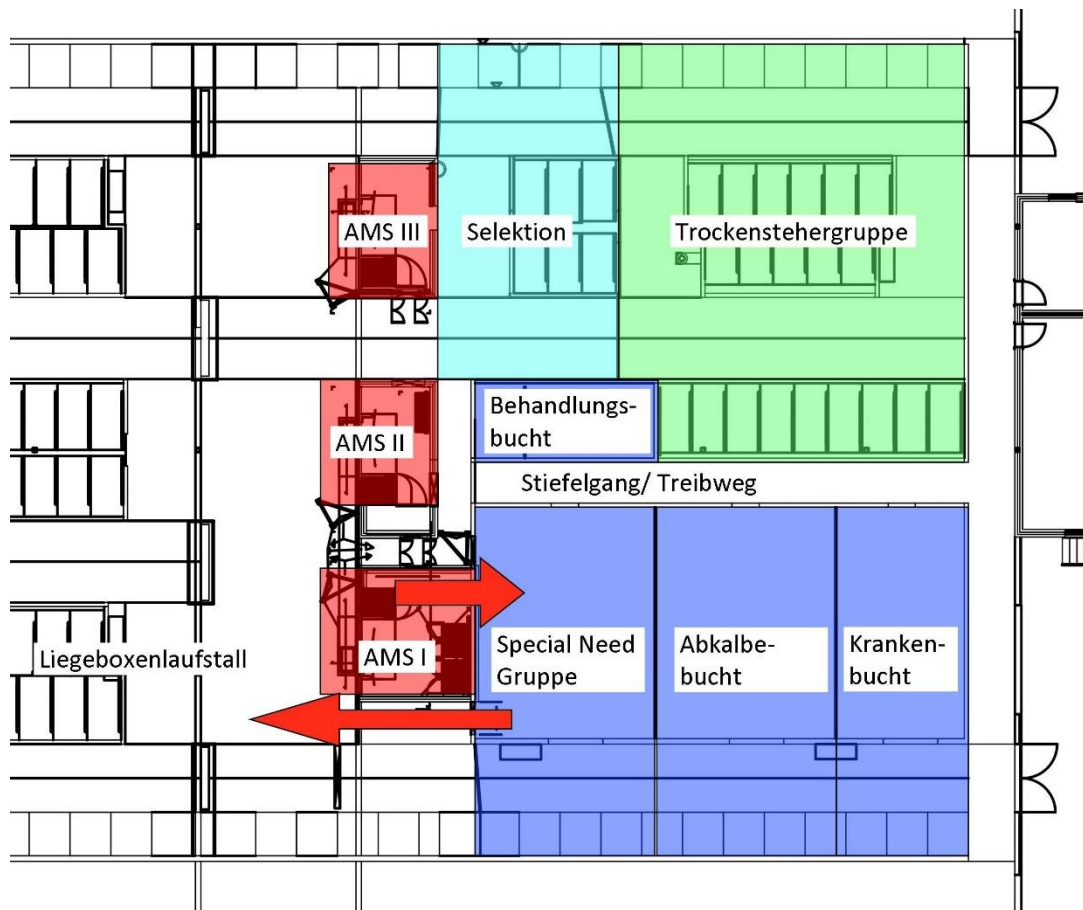 AMS III
Selektion
Trockenstehergruppe
Behandlungs-
bucht
AMS II
Stiefelgang/ Treibweg
Liegeboxenlaufstall
AMS I
Special Need
Gruppe
Abkalbe-
bucht
Kranken-
bucht